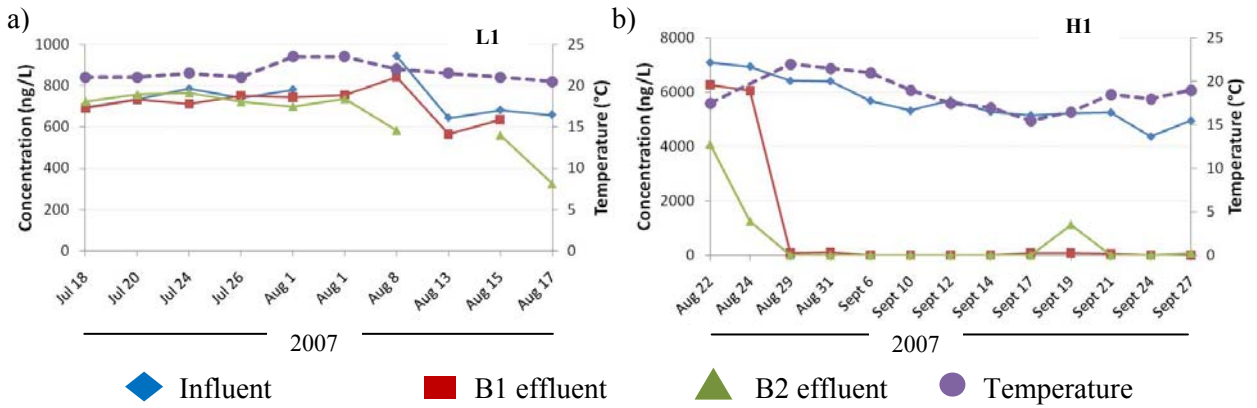 a)
L1
Concentration (ng/L)
1000
800
600
400
200
0
Temperature (°C)
25
20
15
10
5
0
Jul 18
Jul 20
Jul 24
Jul 26
Aug 1
Aug 1
Aug 8
Aug 13
Aug 15
Aug 17
2007
b)
H1
Concentration (ng/L)
8000
6000
4000
2000
0
Temperature (°C)
25
20
15
10
5
0
Aug 22
Aug 24
Aug 29
Aug 31
Sept 6
Sept 10
Sept 12
Sept 14
Sept 17
Sept 19
Sept 21
Sept 24
Sept 27
2007
Influent
B1 effluent
B2 effluent
Temperature